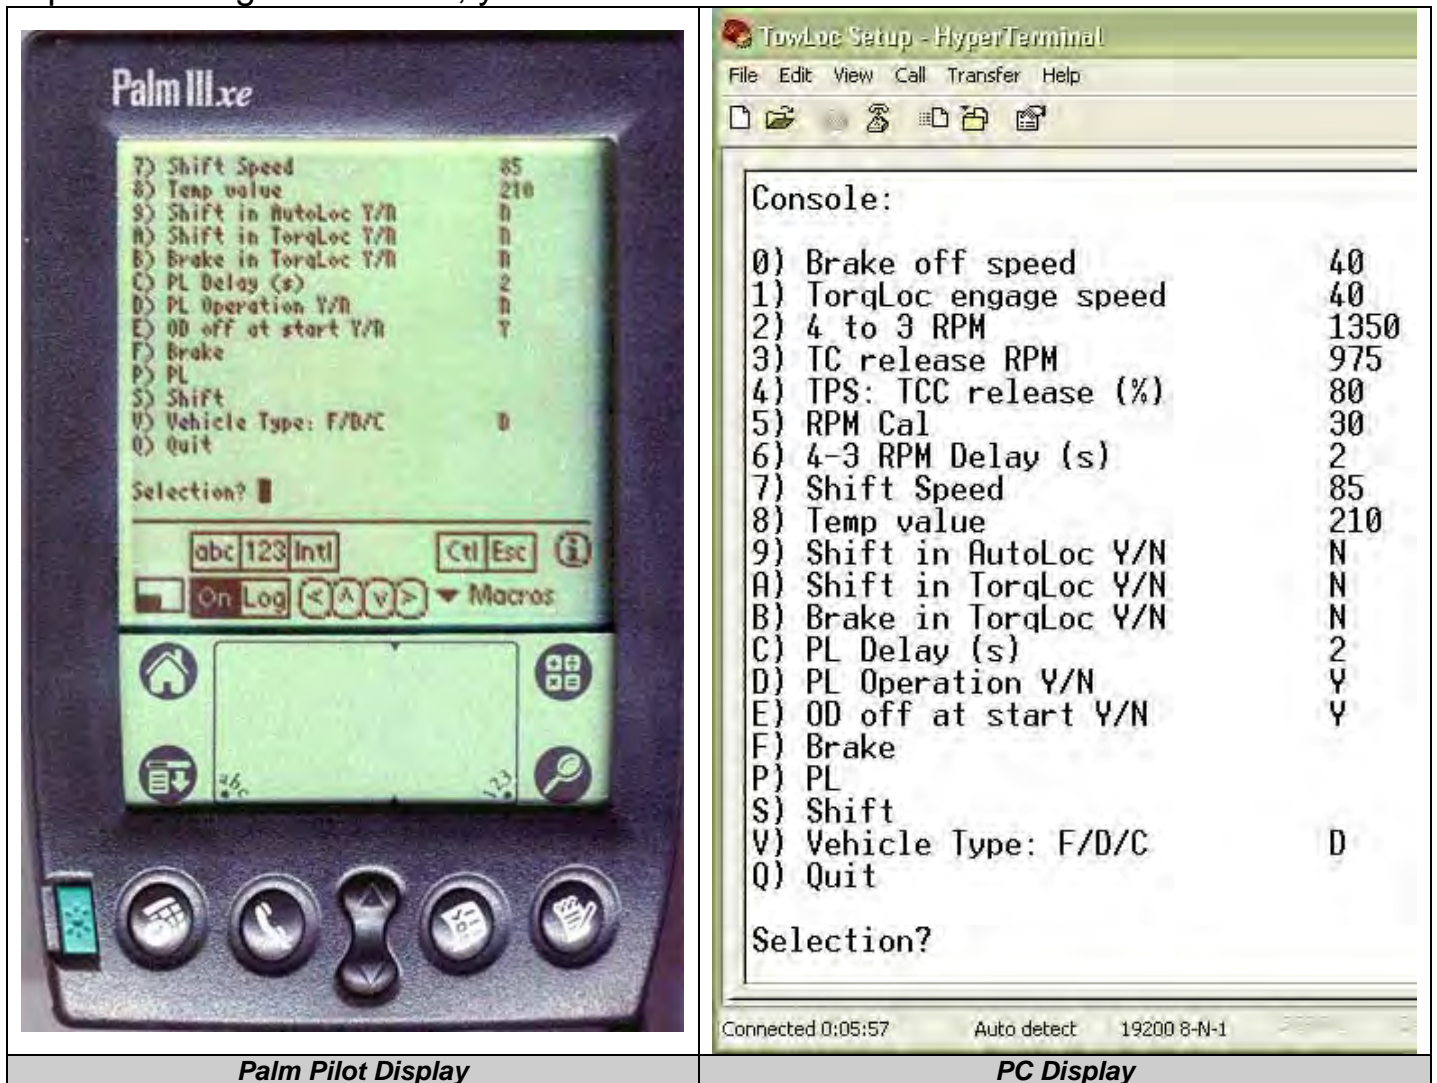 Palm IIIxe
7) Shift Speed 85
8) Temp value 210
9) Shift in AutoLoc Y/N N
A) Shift in TorqLoc Y/N N
B) Brake in TorqLoc Y/N N
C) PL Delay (s) 2
D) PL Operation Y/N N
E) OD off at start Y/N Y
F) Brake
P) PL
S) Shift
V) Vehicle Type: F/D/C D
Q) Quit
Selection?
abc 123 Intl Ctl Esc i
On Log < ^ v > Macros
abc 123
Palm Pilot Display
TowLoc Setup - HyperTerminal
File Edit View Call Transfer Help
Console:
0) Brake off speed 40
1) TorqLoc engage speed 40
2) 4 to 3 RPM 1350
3) TC release RPM 975
4) TPS: TCC release (%) 80
5) RPM Cal 30
6) 4-3 RPM Delay (s) 2
7) Shift Speed 85
8) Temp value 210
9) Shift in AutoLoc Y/N N
A) Shift in TorqLoc Y/N N
B) Brake in TorqLoc Y/N N
C) PL Delay (s) 2
D) PL Operation Y/N Y
E) OD off at start Y/N Y
F) Brake
P) PL
S) Shift
V) Vehicle Type: F/D/C D
Q) Quit
Selection?
Connected 0:05:57 Auto detect 19200 8-N-1
PC Display